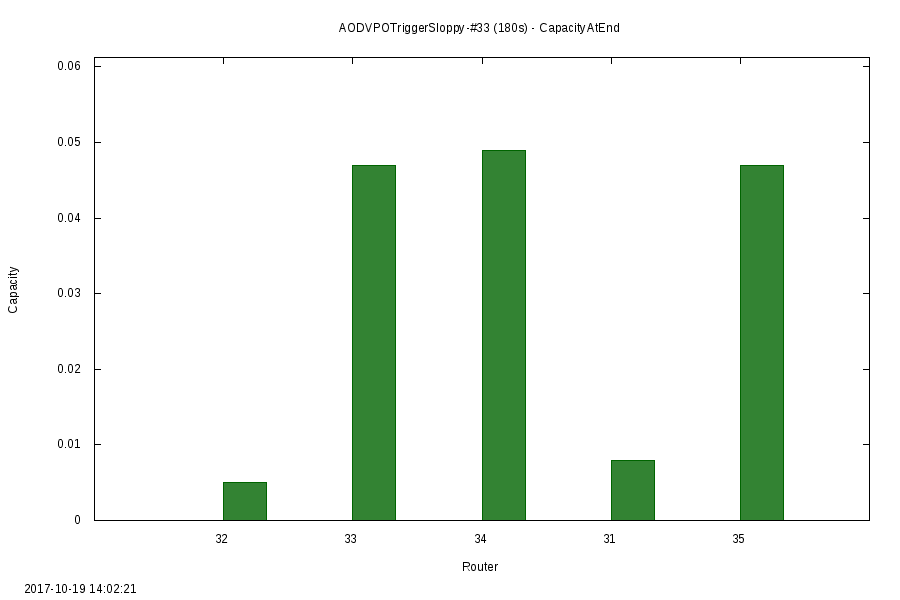 AODVPOTriggerSloppy-#33 (180s) - CapacityAtEnd
0.06
0.05
0.04
0.03
0.02
0.01
0
Capacity
32 33 34 31 35
Router
2017-10-19 14:02:21